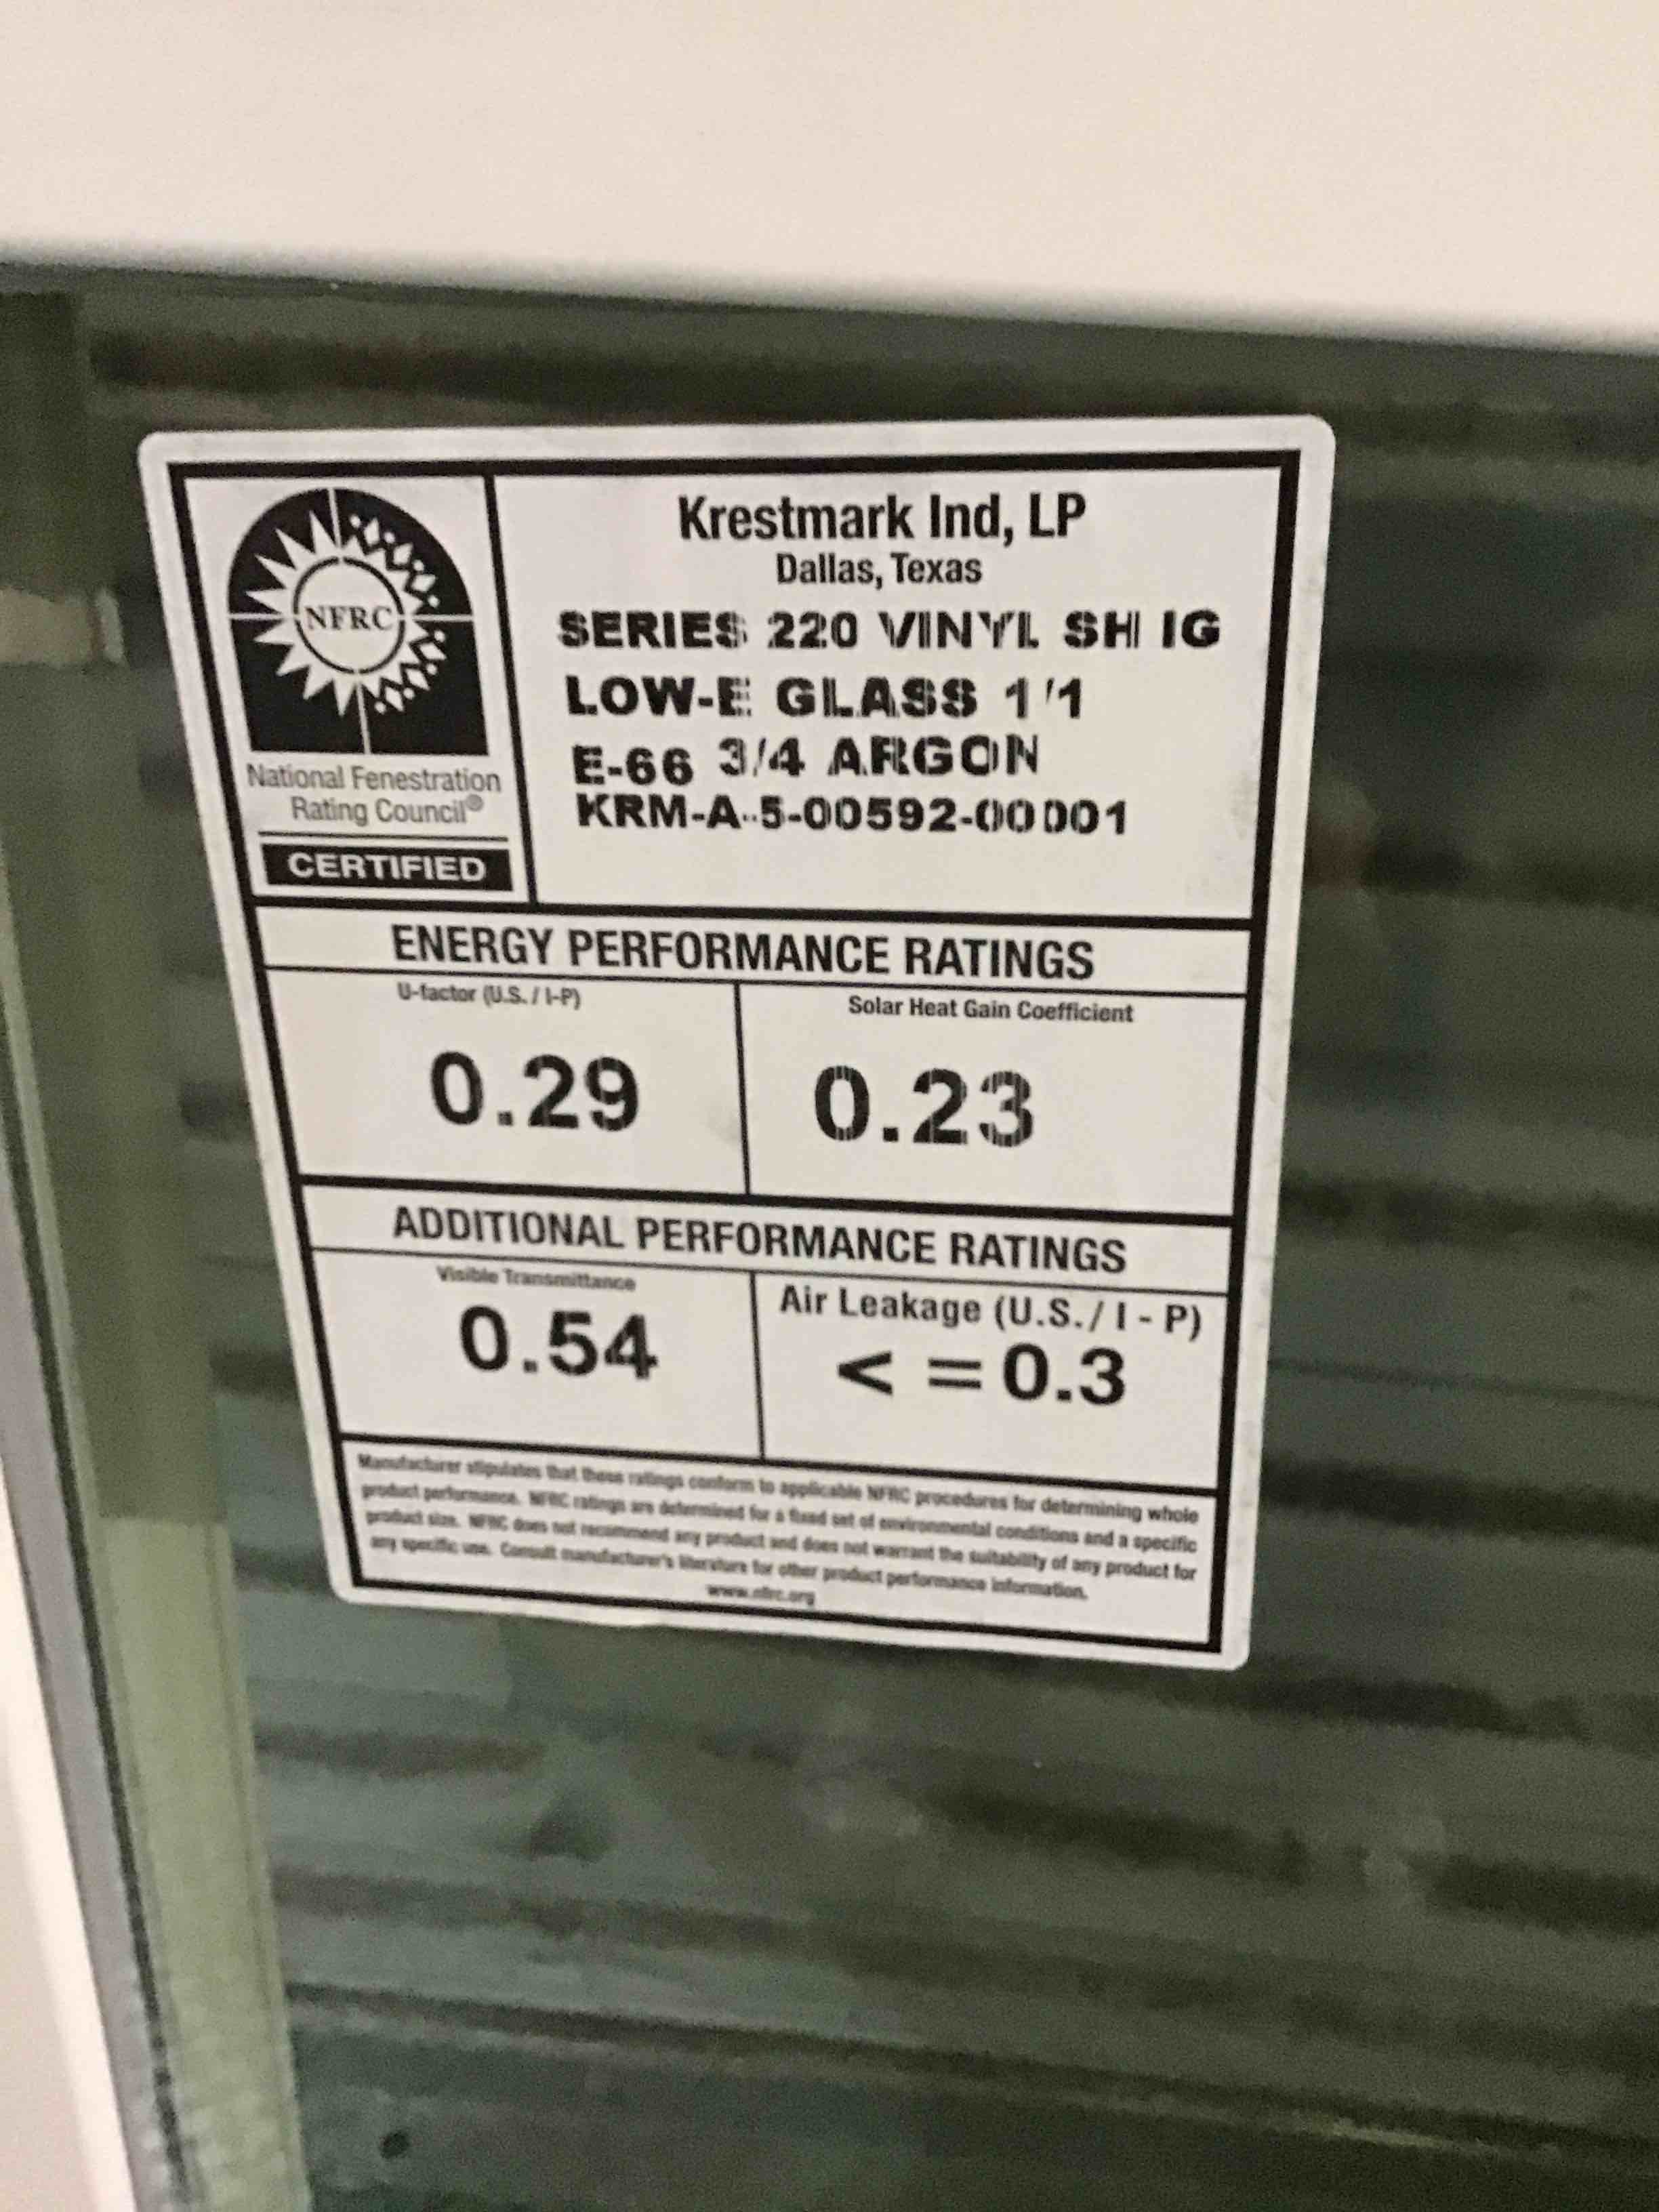 NFRC
National Fenestration
Rating Council®
CERTIFIED
Krestmark Ind, LP
Dallas, Texas
SERIES 220 VINYL SH IG
LOW-E GLASS 1/1
E-66 3/4 ARGON
KRM-A-5-00592-00001
ENERGY PERFORMANCE RATINGS
U-factor (U.S. / I-P)
0.29
Solar Heat Gain Coefficient
0.23
ADDITIONAL PERFORMANCE RATINGS
Visible Transmittance
0.54
Air Leakage (U.S./ I - P)
< = 0.3
Manufacturer stipulates that these ratings conform to applicable NFRC procedures for determining whole
product performance. NFRC ratings are determined for a fixed set of environmental conditions and a specific
product size. NFRC does not recommend any product and does not warrant the suitability of any product for
any specific use. Consult manufacturer's literature for other product performance information.
www.nfrc.org